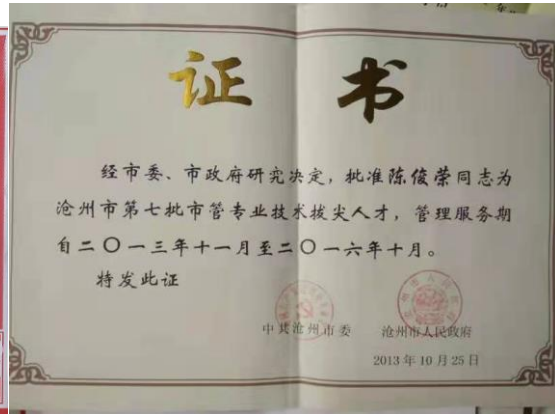 证书
经市委、市政府研究决定，批准陈俊荣同志为
沧州市第七批市管专业技术拔尖人才，管理服务期
自二〇一三年十一月至二〇一六年十月。
特发此证
中共沧州市委 沧州市人民政府
2013年10月25日